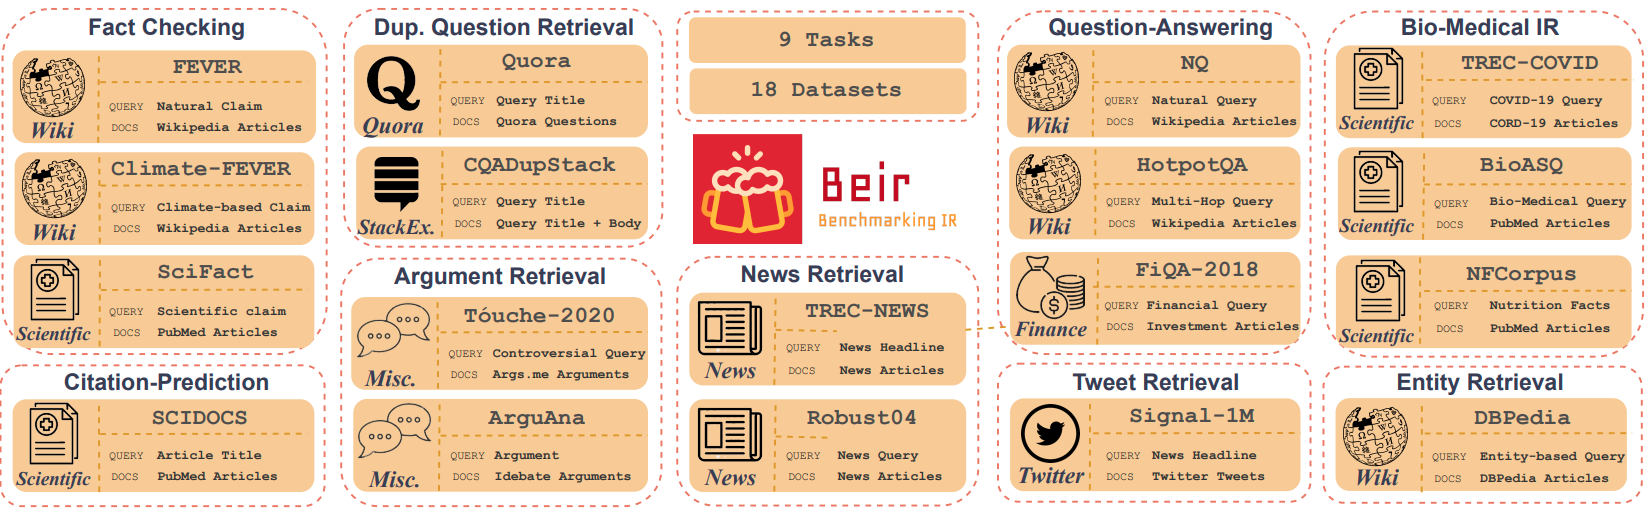 Fact Checking
FEVER
QUERY Natural Claim
DOCS Wikipedia Articles
Wiki
Climate-FEVER
QUERY Climate-based Claim
DOCS Wikipedia Articles
Wiki
SciFact
QUERY Scientific claim
DOCS PubMed Articles
Scientific
Citation-Prediction
SCIDOCS
QUERY Article Title
DOCS PubMed Articles
Scientific
Dup. Question Retrieval
Quora
QUERY Query Title
DOCS Quora Questions
Q
Quora
CQADupStack
QUERY Query Title
DOCS Query Title + Body
StackEx.
Argument Retrieval
Tóuche-2020
QUERY Controversial Query
DOCS Args.me Arguments
Misc.
ArguAna
QUERY Argument
DOCS Idebate Arguments
Misc.
9 Tasks
18 Datasets
Beir
Benchmarking IR
News Retrieval
TREC-NEWS
QUERY News Headline
DOCS News Articles
News
Robust04
QUERY News Query
DOCS News Articles
News
Question-Answering
NQ
QUERY Natural Query
DOCS Wikipedia Articles
Wiki
HotpotQA
QUERY Multi-Hop Query
DOCS Wikipedia Articles
Wiki
FiQA-2018
QUERY Financial Query
DOCS Investment Articles
Finance
Tweet Retrieval
Signal-1M
QUERY News Headline
DOCS Twitter Tweets
Twitter
Bio-Medical IR
TREC-COVID
QUERY COVID-19 Query
DOCS CORD-19 Articles
Scientific
BioASQ
QUERY Bio-Medical Query
DOCS PubMed Articles
Scientific
NFCorpus
QUERY Nutrition Facts
DOCS PubMed Articles
Scientific
Entity Retrieval
DBPedia
QUERY Entity-based Query
DOCS DBPedia Articles
Wiki